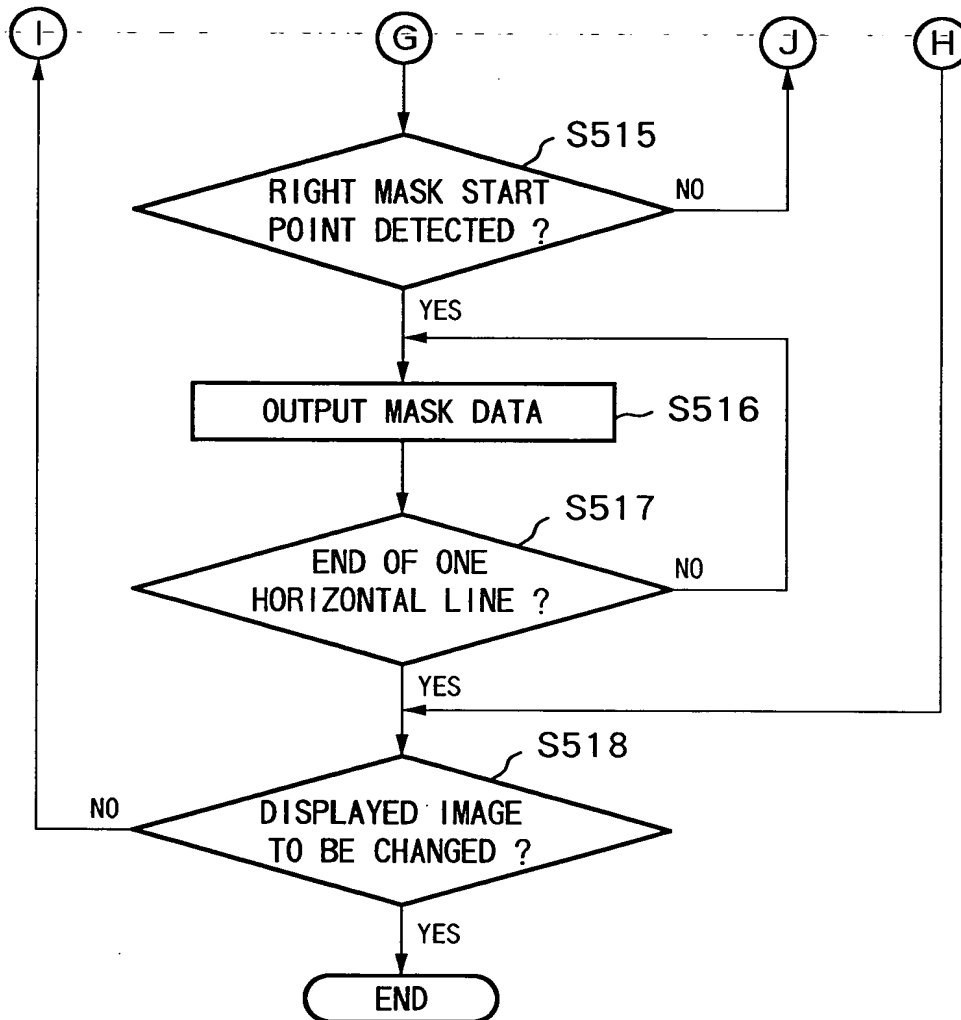 I
G
J
H
S515
RIGHT MASK START
POINT DETECTED ?
NO
YES
OUTPUT MASK DATA
S516
S517
END OF ONE
HORIZONTAL LINE ?
NO
YES
S518
NO
DISPLAYED IMAGE
TO BE CHANGED ?
YES
END